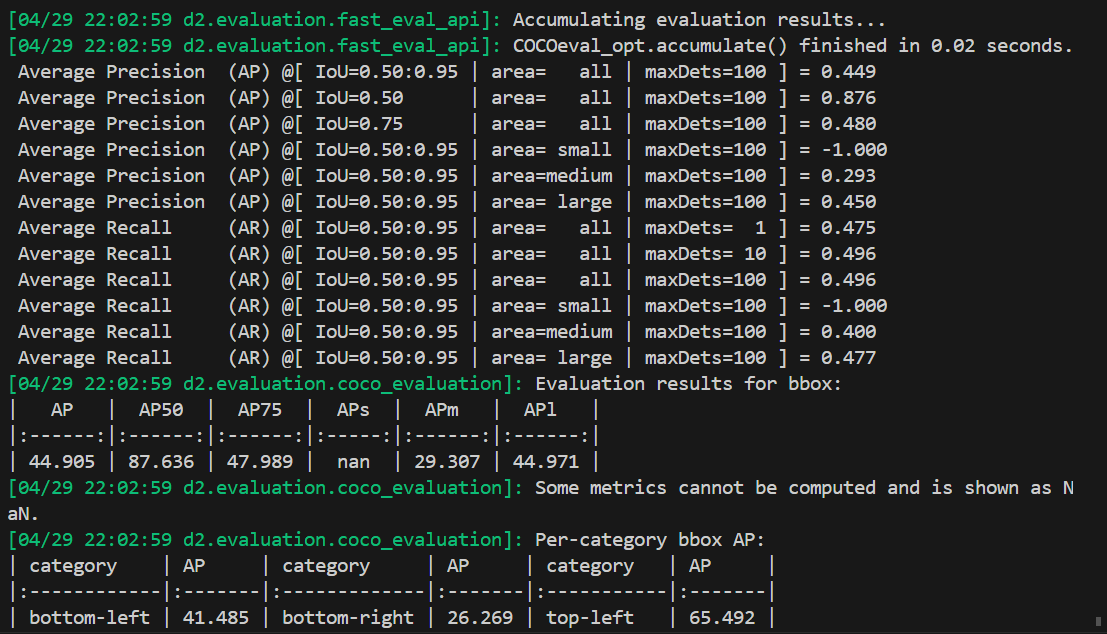 [04/29 22:02:59 d2.evaluation.fast_eval_api]: Accumulating evaluation results...
[04/29 22:02:59 d2.evaluation.fast_eval_api]: COCOeval_opt.accumulate() finished in 0.02 seconds.
 Average Precision  (AP) @[ IoU=0.50:0.95 | area=   all | maxDets=100 ] = 0.449
 Average Precision  (AP) @[ IoU=0.50      | area=   all | maxDets=100 ] = 0.876
 Average Precision  (AP) @[ IoU=0.75      | area=   all | maxDets=100 ] = 0.480
 Average Precision  (AP) @[ IoU=0.50:0.95 | area= small | maxDets=100 ] = -1.000
 Average Precision  (AP) @[ IoU=0.50:0.95 | area=medium | maxDets=100 ] = 0.293
 Average Precision  (AP) @[ IoU=0.50:0.95 | area= large | maxDets=100 ] = 0.450
 Average Recall     (AR) @[ IoU=0.50:0.95 | area=   all | maxDets=  1 ] = 0.475
 Average Recall     (AR) @[ IoU=0.50:0.95 | area=   all | maxDets= 10 ] = 0.496
 Average Recall     (AR) @[ IoU=0.50:0.95 | area=   all | maxDets=100 ] = 0.496
 Average Recall     (AR) @[ IoU=0.50:0.95 | area= small | maxDets=100 ] = -1.000
 Average Recall     (AR) @[ IoU=0.50:0.95 | area=medium | maxDets=100 ] = 0.400
 Average Recall     (AR) @[ IoU=0.50:0.95 | area= large | maxDets=100 ] = 0.477
[04/29 22:02:59 d2.evaluation.coco_evaluation]: Evaluation results for bbox:
|   AP   |  AP50  |  AP75  |  APs  |  APm   |  APl   |
|:------:|:------:|:------:|:-----:|:------:|:------:|
| 44.905 | 87.636 | 47.989 |  nan  | 29.307 | 44.971 |
[04/29 22:02:59 d2.evaluation.coco_evaluation]: Some metrics cannot be computed and is shown as N
aN.
[04/29 22:02:59 d2.evaluation.coco_evaluation]: Per-category bbox AP:
| category    | AP     | category     | AP     | category   | AP     |
|:------------|:-------|:-------------|:-------|:-----------|:-------|
| bottom-left | 41.485 | bottom-right | 26.269 | top-left   | 65.492 |